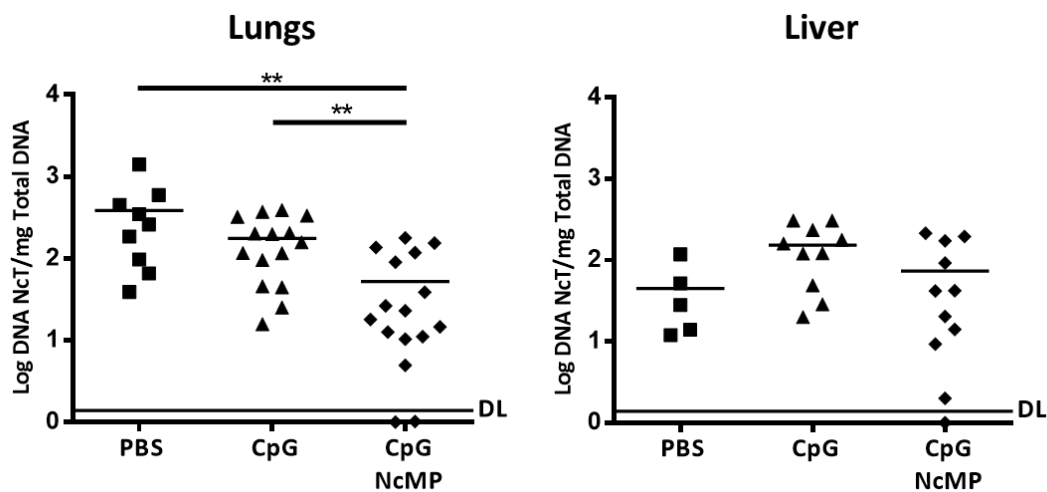 Lungs
Log DNA NcT/mg Total DNA
4
3
2
1
0
**
**
DL
PBS
CpG
CpG
NcMP
Liver
Log DNA NcT/mg Total DNA
4
3
2
1
0
DL
PBS
CpG
CpG
NcMP